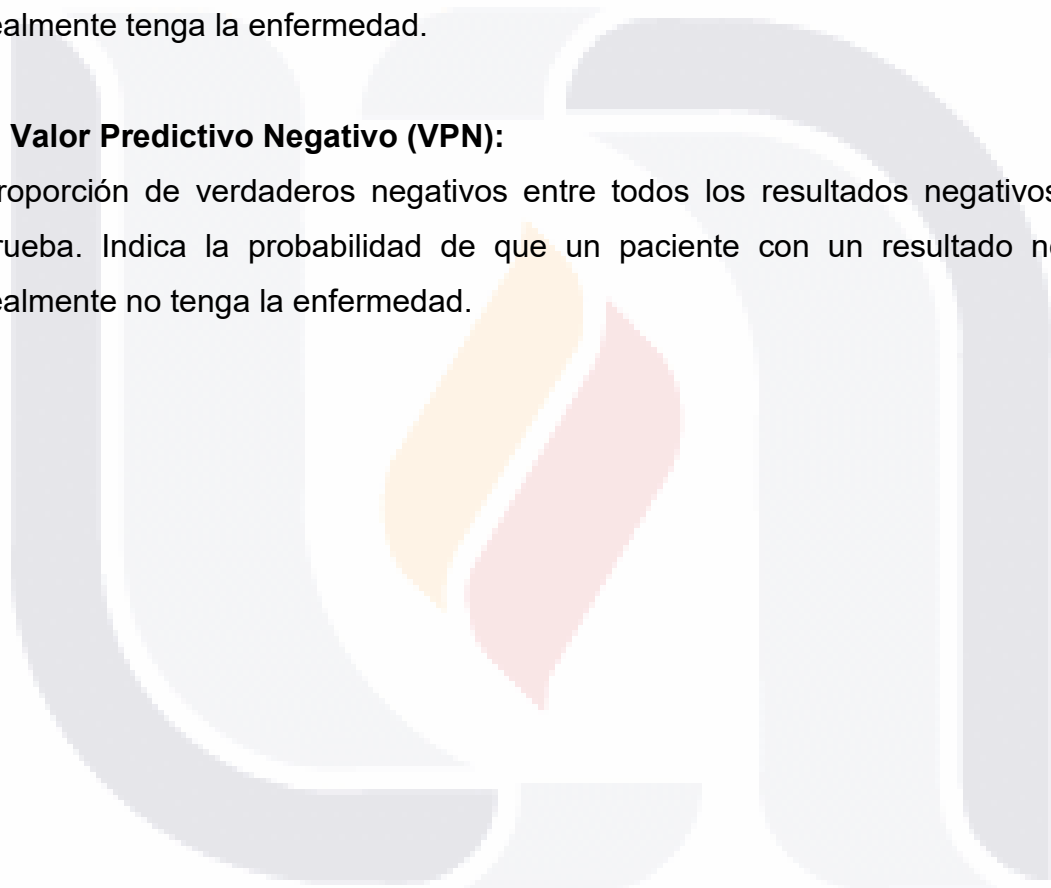 ealmente tenga la enfermedad.
Valor Predictivo Negativo (VPN):
roporción de verdaderos negativos entre todos los resultados negativos
rueba. Indica la probabilidad de que un paciente con un resultado n
ealmente no tenga la enfermedad.